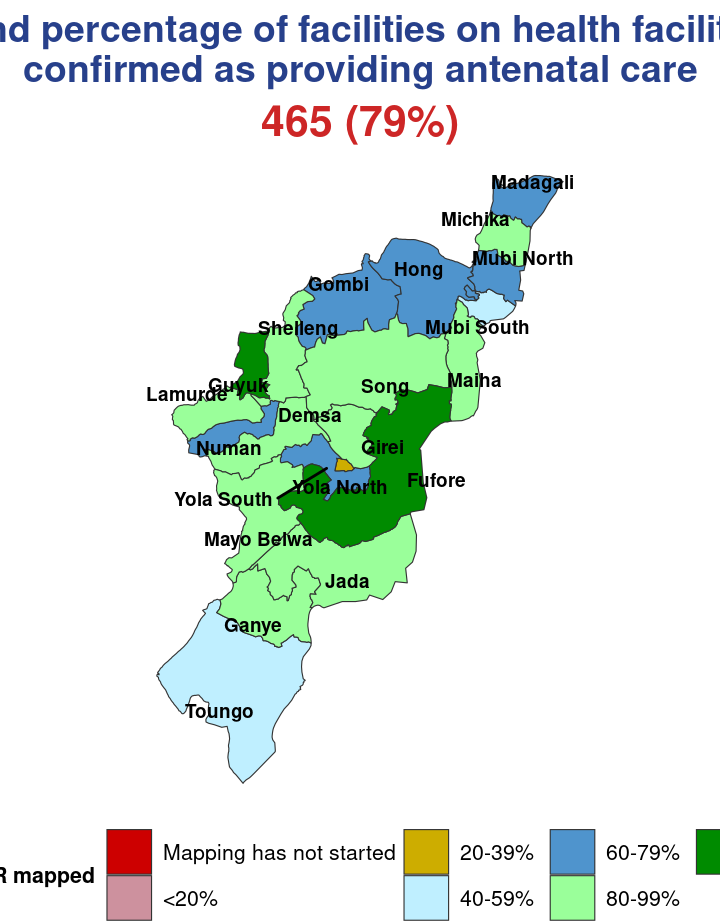 percentage of facilities on health
confirmed as providing antenatal care
465 (79%)
Madagali
Michika
Mubi North
Hong
Gombi
Shelleng
Mubi South
Maiha
Guyuk
Song
Lamurde
Demsa
Numan
Girei
Fufore
Yola North
Yola South
Mayo Belwa
Jada
Ganye
Toungo
mapped
Mapping has not started
20-39%
60-79%
<20%
40-59%
80-99%